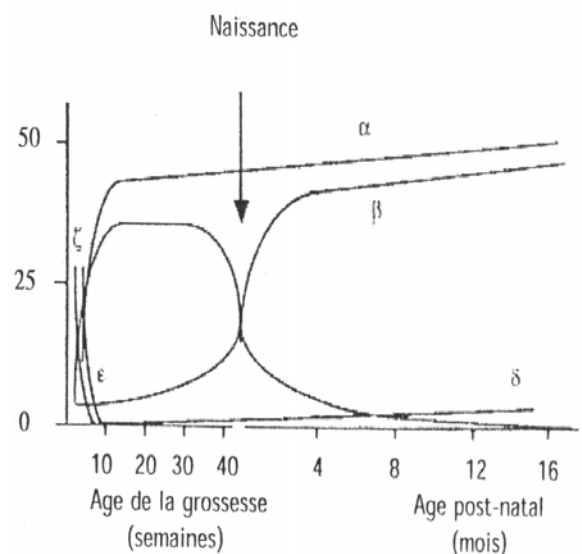 Naissance
50
α
β
ζ
25
ε
δ
0
10 20 30 40 4 8 12 16
Age de la grossesse Age post-natal
(semaines) (mois)